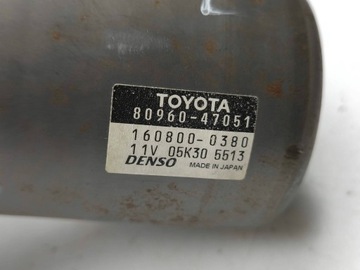 TOYOTA
80960-47051
160800-0380
11V 05K30 5513
DENSO MADE IN JAPAN